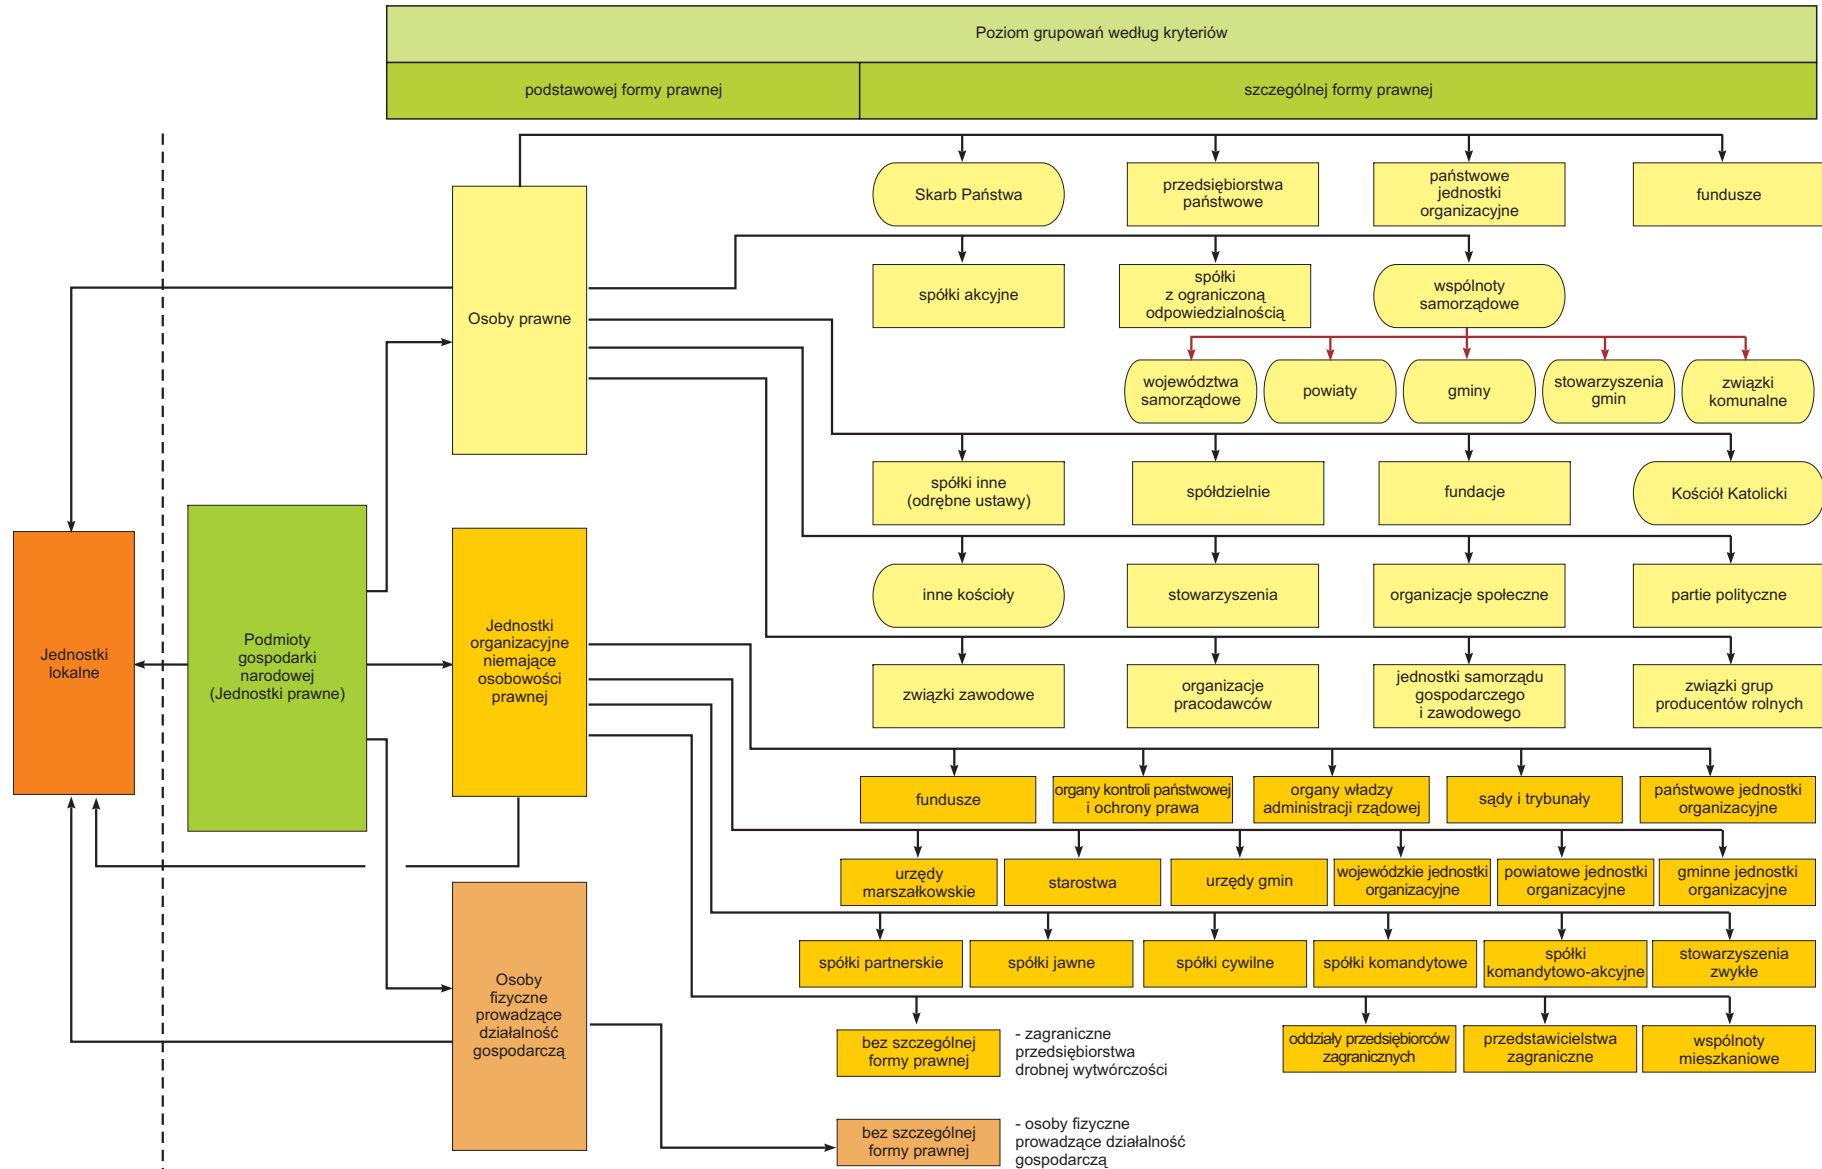 Poziom grupowań według kryteriów
podstawowej formy prawnej
szczególnej formy prawnej
Skarb Państwa
przedsiębiorstwa
państwowe
państwowe
jednostki
organizacyjne
fundusze
Osoby prawne
spółki akcyjne
spółki
z ograniczoną
odpowiedzialnością
wspólnoty
samorządowe
województwa
samorządowe
powiaty
gminy
stowarzyszenia
gmin
związki
komunalne
spółki inne
(odrębne ustawy)
spółdzielnie
fundacje
Kościół Katolicki
inne kościoły
stowarzyszenia
organizacje społeczne
partie polityczne
związki zawodowe
organizacje
pracodawców
jednostki samorządu
gospodarczego
i zawodowego
związki grup
producentów rolnych
Jednostki
lokalne
Podmioty
gospodarki
narodowej
(Jednostki prawne)
Jednostki
organizacyjne
niemające
osobowości
prawnej
fundusze
organy kontroli państwowej
i ochrony prawa
organy władzy
administracji rządowej
sądy i trybunały
państwowe jednostki
organizacyjne
urzędy
marszałkowskie
starostwa
urzędy gmin
wojewódzkie jednostki
organizacyjne
powiatowe jednostki
organizacyjne
gminne jednostki
organizacyjne
spółki partnerskie
spółki jawne
spółki cywilne
spółki komandytowe
spółki
komandytowo-akcyjne
stowarzyszenia
zwykłe
Osoby
fizyczne
prowadzące
działalność
gospodarczą
bez szczególnej
formy prawnej
- zagraniczne
przedsiębiorstwa
drobnej wytwórczości
oddziały przedsiębiorców
zagranicznych
przedstawicielstwa
zagraniczne
wspólnoty
mieszkaniowe
bez szczególnej
formy prawnej
- osoby fizyczne
prowadzące działalność
gospodarczą